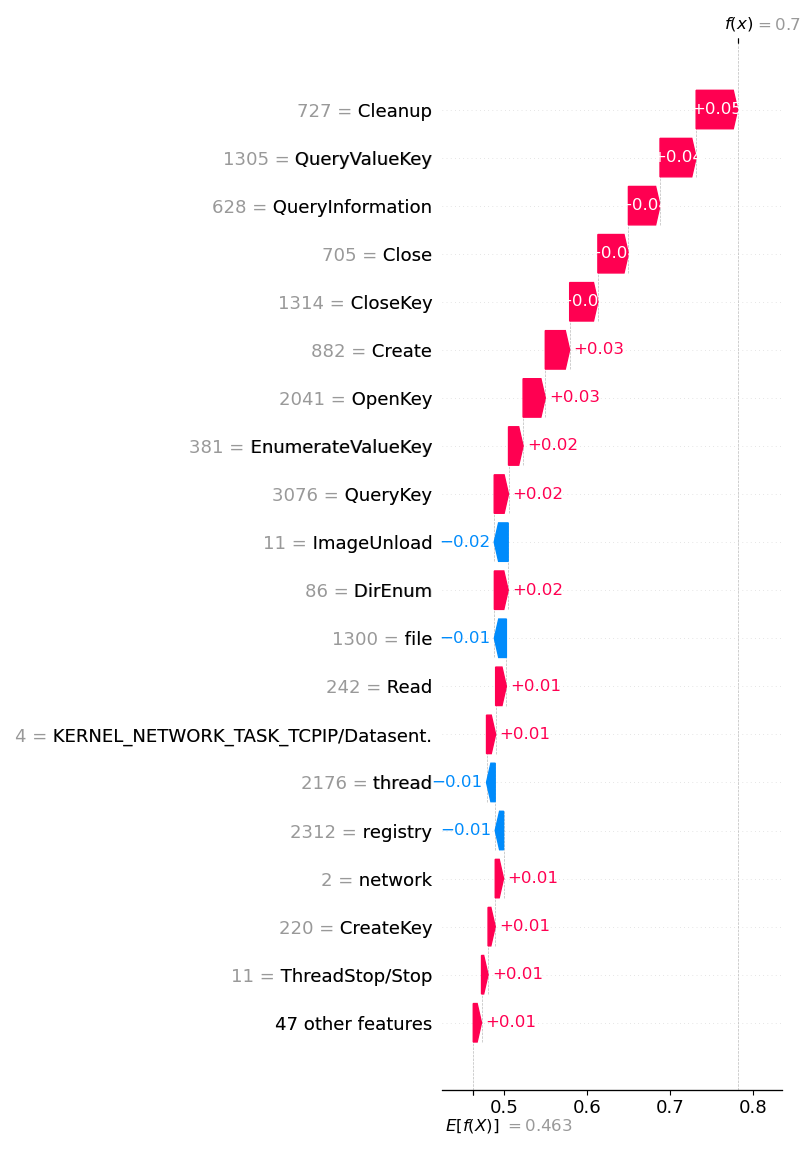 f(x) = 0.7
727 = Cleanup +0.05
1305 = QueryValueKey +0.04
628 = QueryInformation
705 = Close
1314 = CloseKey
882 = Create +0.03
2041 = OpenKey +0.03
381 = EnumerateValueKey +0.02
3076 = QueryKey +0.02
11 = ImageUnload −0.02
86 = DirEnum +0.02
1300 = file −0.01
242 = Read +0.01
4 = KERNEL_NETWORK_TASK_TCPIP/Datasent. +0.01
2176 = thread −0.01
2312 = registry −0.01
2 = network +0.01
220 = CreateKey +0.01
11 = ThreadStop/Stop +0.01
47 other features +0.01
0.5 0.6 0.7 0.8
E[f(X)] = 0.463